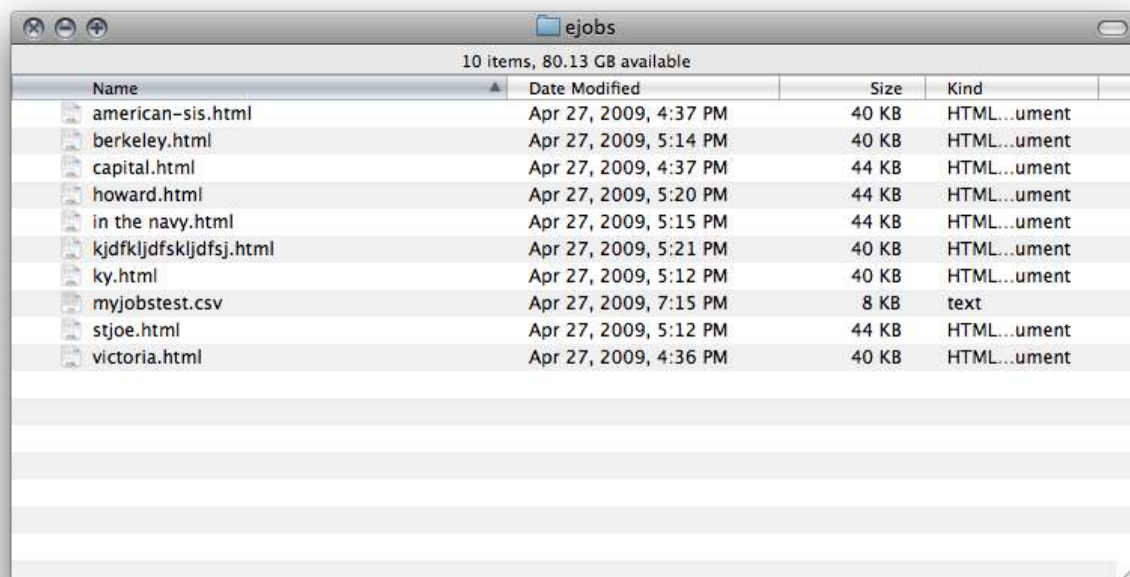 ejobs
10 items, 80.13 GB available
Name Date Modified Size Kind
american-sis.html Apr 27, 2009, 4:37 PM 40 KB HTML...ument
berkeley.html Apr 27, 2009, 5:14 PM 40 KB HTML...ument
capital.html Apr 27, 2009, 4:37 PM 44 KB HTML...ument
howard.html Apr 27, 2009, 5:20 PM 44 KB HTML...ument
in the navy.html Apr 27, 2009, 5:15 PM 44 KB HTML...ument
kjdfkljdfskljdfsj.html Apr 27, 2009, 5:21 PM 40 KB HTML...ument
ky.html Apr 27, 2009, 5:12 PM 40 KB HTML...ument
myjobstest.csv Apr 27, 2009, 7:15 PM 8 KB text
stjoe.html Apr 27, 2009, 5:12 PM 44 KB HTML...ument
victoria.html Apr 27, 2009, 4:36 PM 40 KB HTML...ument